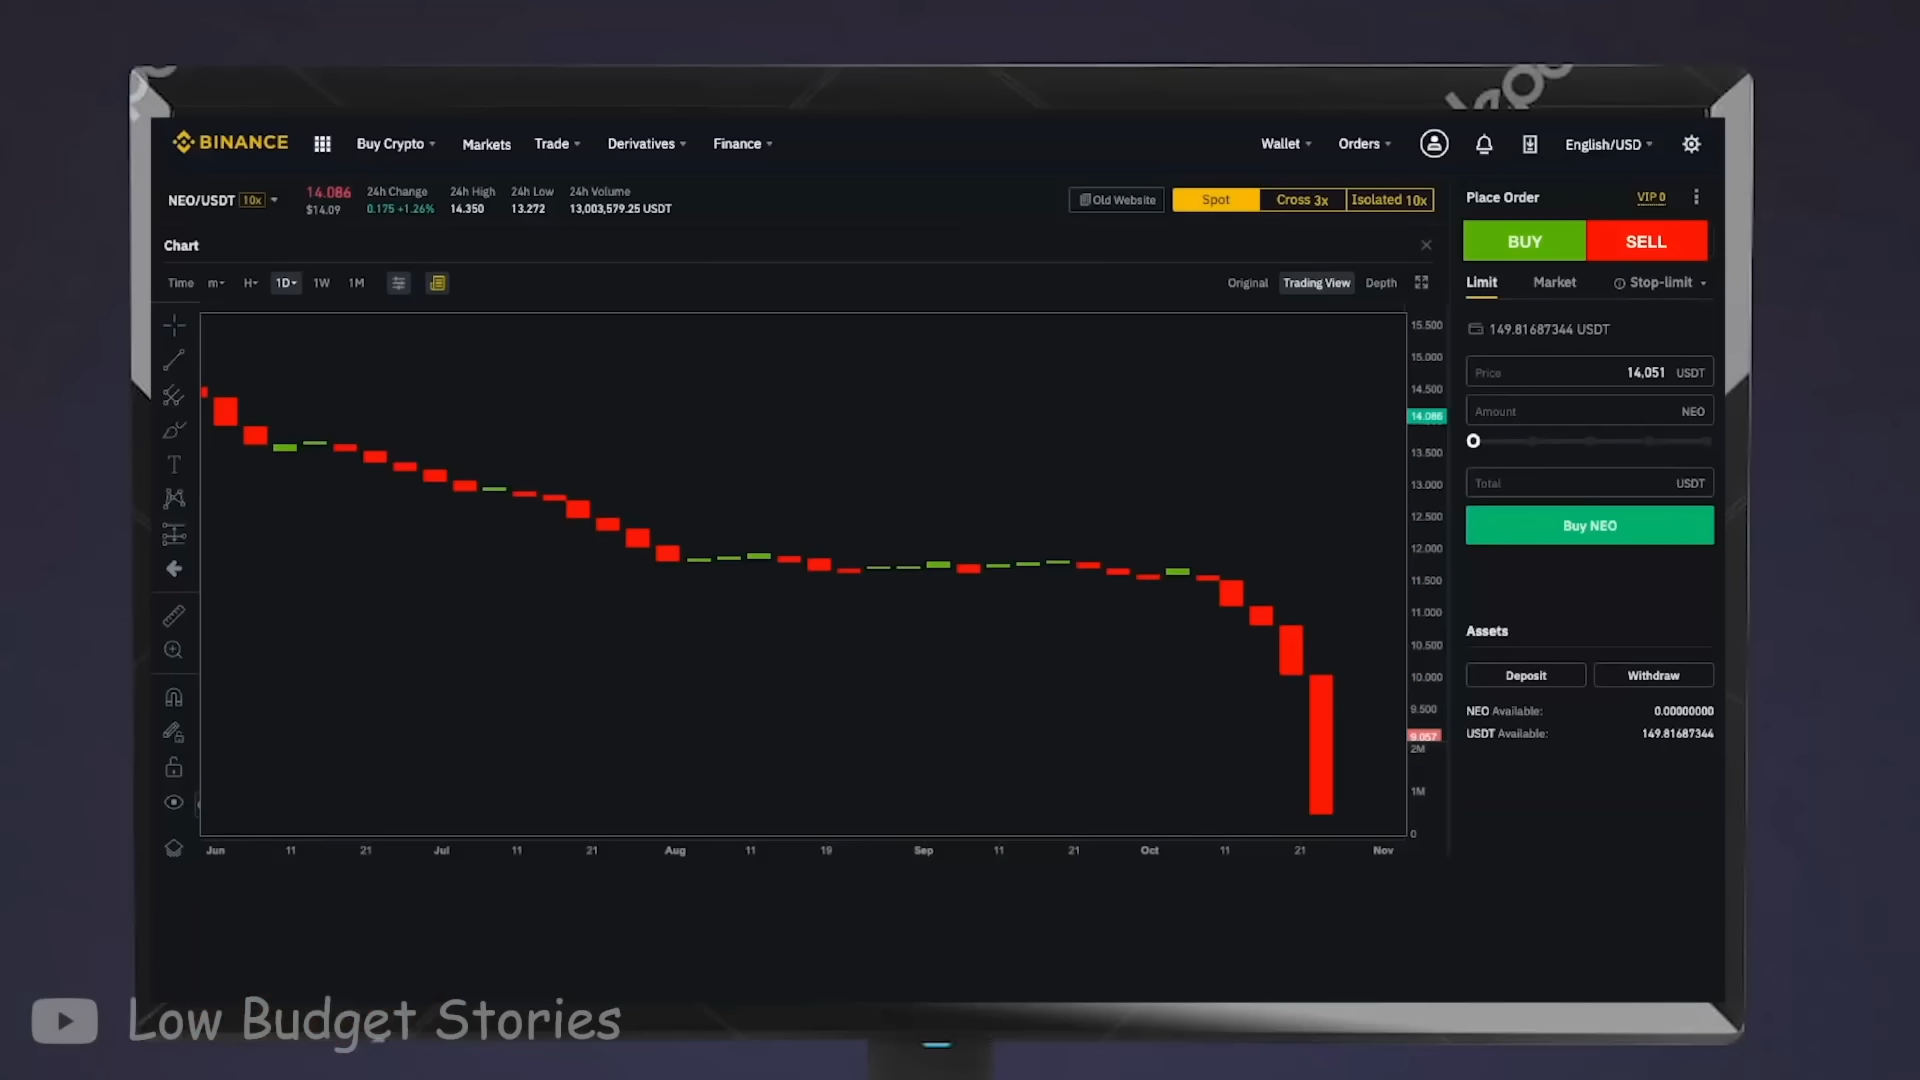 BINANCE Buy Crypto Markets Trade Derivatives Finance Wallet Orders English/USD
NEO/USDT 10x 14.086 24h Change 24h High 24h Low 24h Volume Old Website Spot Cross 3x Isolated 10x
$14.09 0.175 +1.26% 14.350 13.272 13,003,579.25 USDT
Place Order VIP 0
BUY SELL
Chart
Time m H 1D 1W 1M Original Trading View Depth
Limit Market Stop-limit
149.81687344 USDT
Price 14,051 USDT
Amount NEO
Total USDT
Buy NEO
Assets
Deposit Withdraw
NEO Available: 0.00000000
USDT Available: 149.81687344
15.500
15.000
14.500
14.086
13.500
13.000
12.500
12.000
11.500
11.000
10.500
10.000
9.500
9.057
2M
1M
0
Jun 11 21 Jul 11 21 Aug 11 19 Sep 11 21 Oct 11 21 Nov
Low Budget Stories